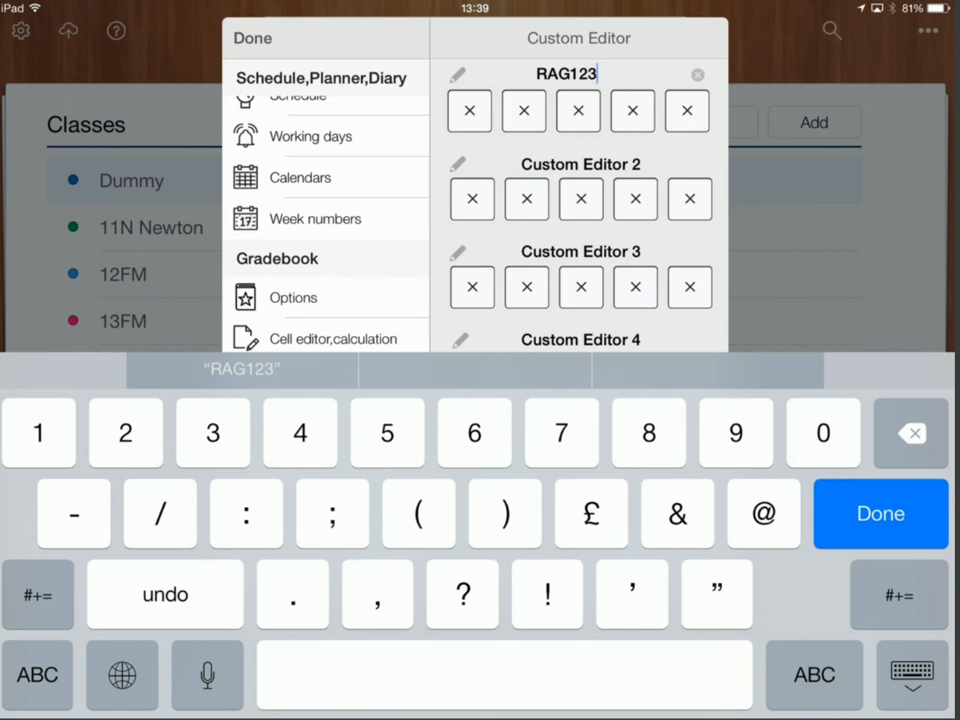 iPad 13:39 81%
Done Custom Editor
Schedule,Planner,Diary RAG123
Schedule
Classes Add
Working days
Custom Editor 2
Dummy Calendars
Week numbers
11N Newton
Custom Editor 3
Gradebook
12FM
Options
13FM
Cell editor,calculation Custom Editor 4
“RAG123”
1 2 3 4 5 6 7 8 9 0
- / : ; ( ) £ & @ Done
#+= undo . , ? ! ’ ” #+=
ABC ABC